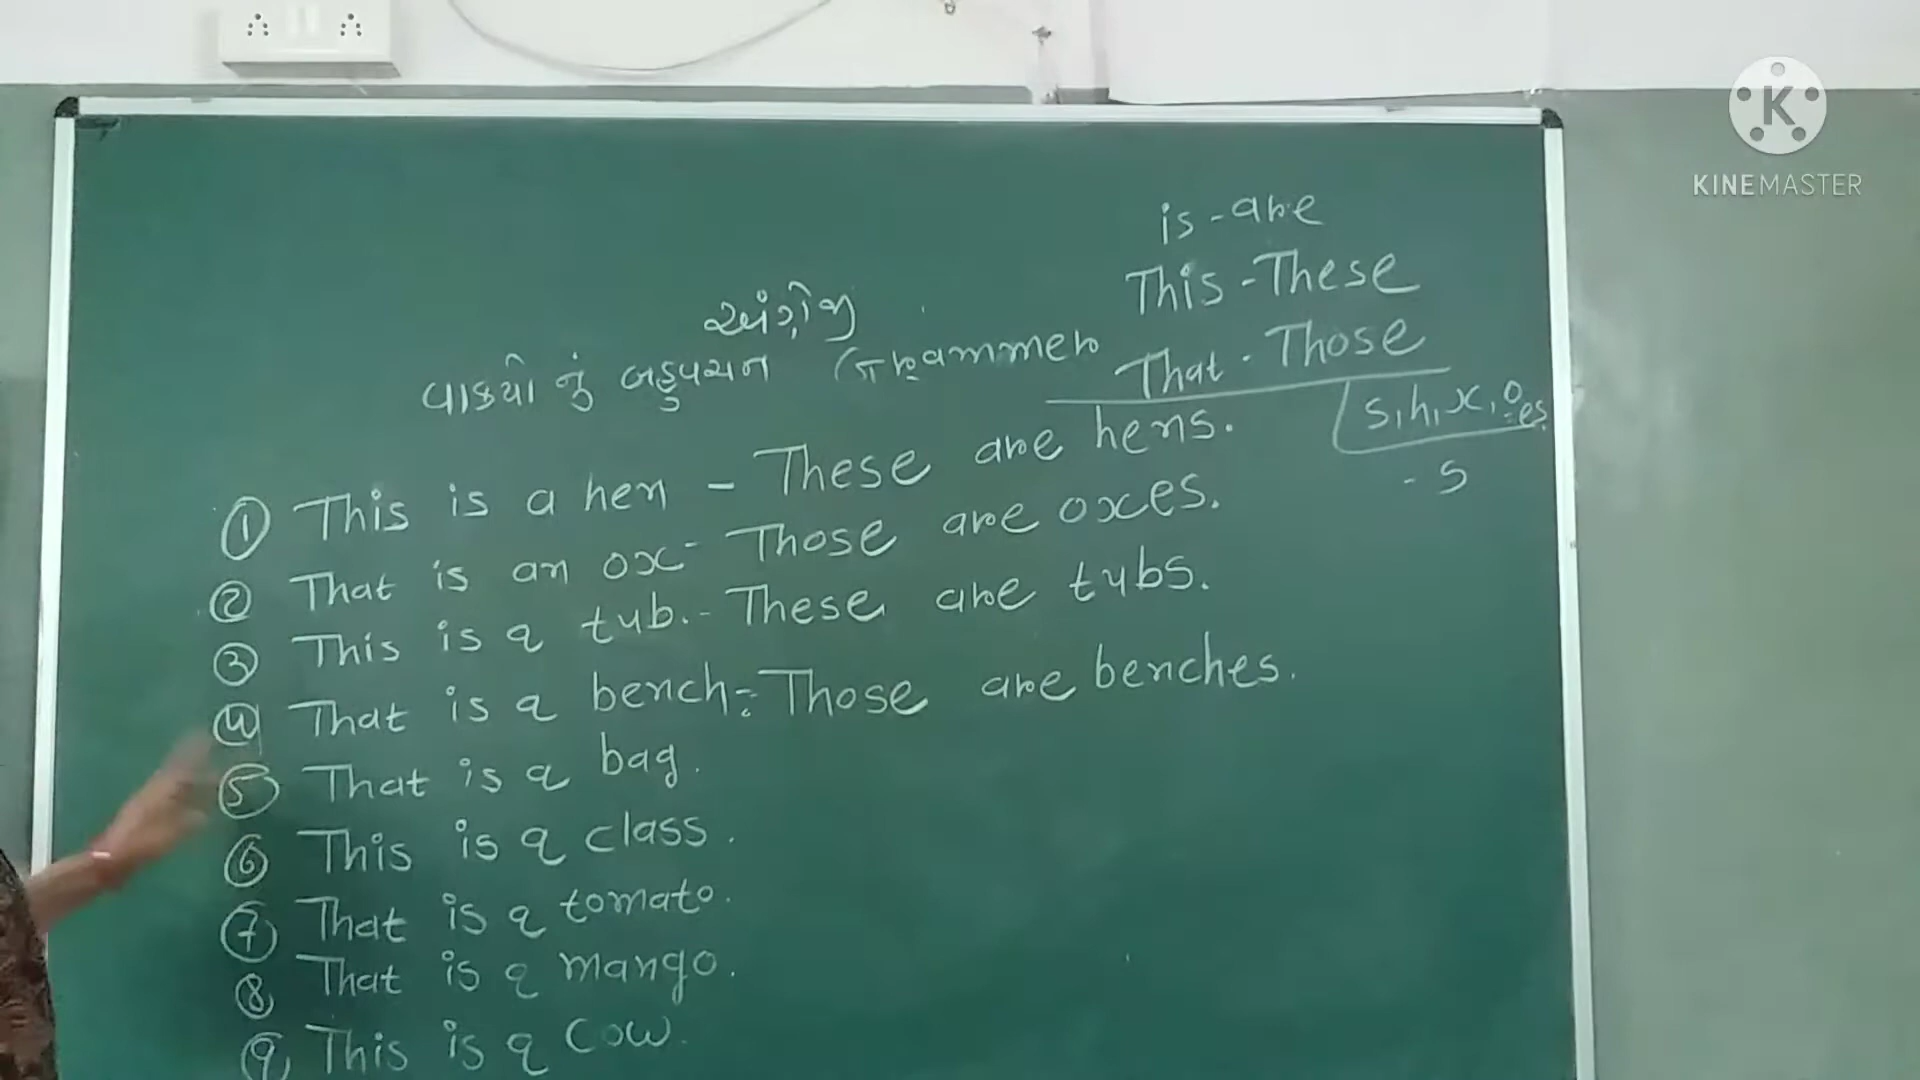 KINEMASTER
is - are
This - These
That - Those
s, h, x, o es.
- s
અંગ્રેજી
વાક્યો નું બહુવચન Grammer
① This is a hen - These are hens.
② That is an ox - Those are oxes.
③ This is a tub. - These are tubs.
④ That is a bench - Those are benches.
⑤ That is a bag.
⑥ This is a class.
⑦ That is a tomato.
⑧ That is a mango.
⑨ This is a cow.